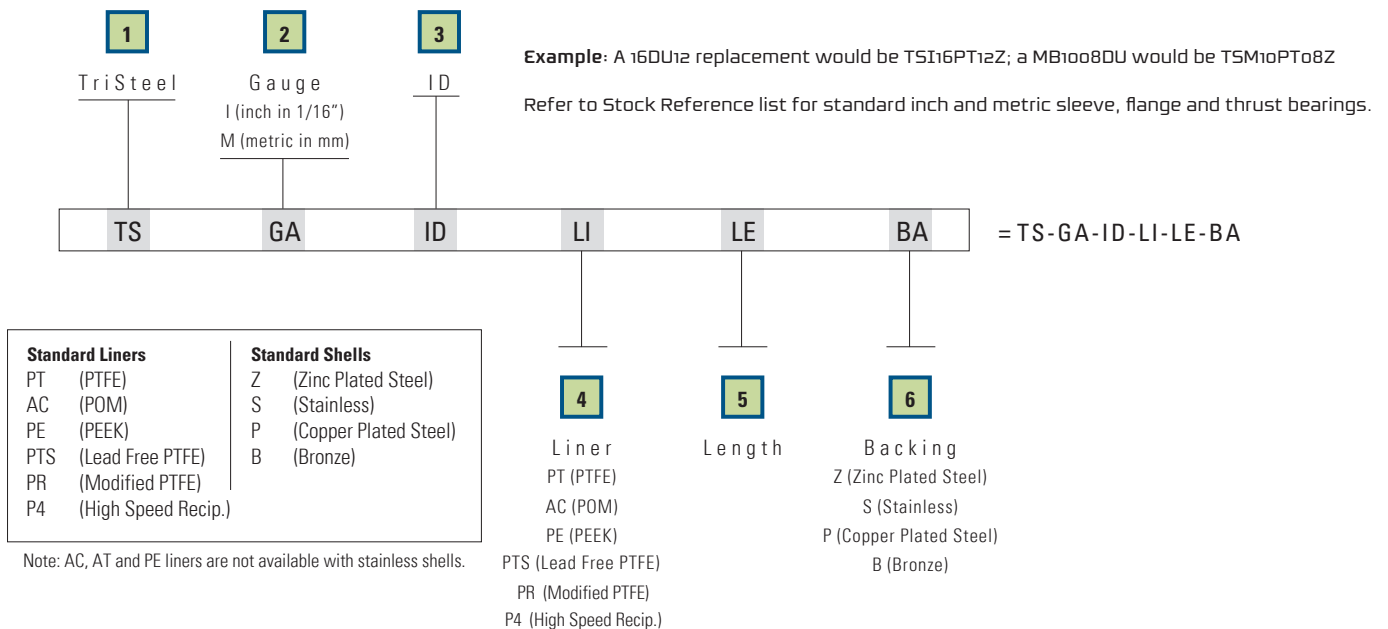 1
2
3
TriSteel
Gauge
I (inch in 1/16")
M (metric in mm)
ID
Example: A 16DU12 replacement would be TSI16PT12Z; a MB1008DU would be TSM10PT08Z
Refer to Stock Reference list for standard inch and metric sleeve, flange and thrust bearings.
TS GA ID LI LE BA = TS-GA-ID-LI-LE-BA
Standard Liners
PT (PTFE)
AC (POM)
PE (PEEK)
PTS (Lead Free PTFE)
PR (Modified PTFE)
P4 (High Speed Recip.)
Standard Shells
Z (Zinc Plated Steel)
S (Stainless)
P (Copper Plated Steel)
B (Bronze)
Note: AC, AT and PE liners are not available with stainless shells.
4
Liner
PT (PTFE)
AC (POM)
PE (PEEK)
PTS (Lead Free PTFE)
PR (Modified PTFE)
P4 (High Speed Recip.)
5
Length
6
Backing
Z (Zinc Plated Steel)
S (Stainless)
P (Copper Plated Steel)
B (Bronze)